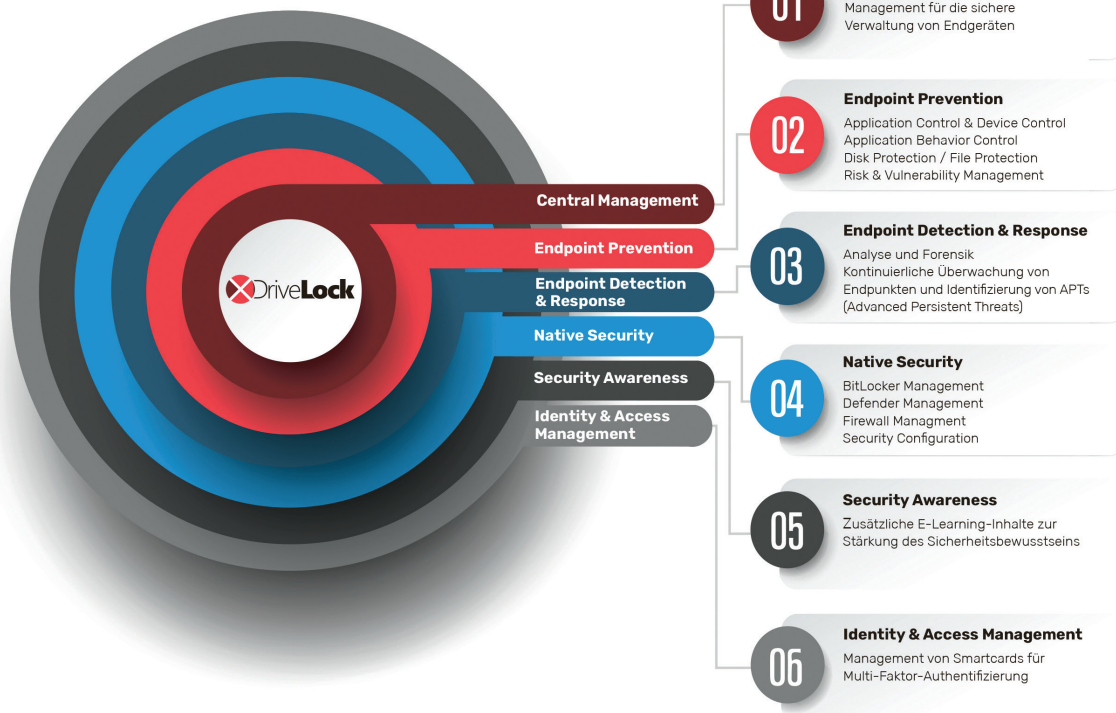 DriveLock
Central Management
Endpoint Prevention
Endpoint Detection
& Response
Native Security
Security Awareness
Identity & Access
Management
01
Management für die sichere
Verwaltung von Endgeräten
02
Endpoint Prevention
Application Control & Device Control
Application Behavior Control
Disk Protection / File Protection
Risk & Vulnerability Management
03
Endpoint Detection & Response
Analyse und Forensik
Kontinuierliche Überwachung von
Endpunkten und Identifizierung von APTs
(Advanced Persistent Threats)
04
Native Security
BitLocker Management
Defender Management
Firewall Managment
Security Configuration
05
Security Awareness
Zusätzliche E-Learning-Inhalte zur
Stärkung des Sicherheitsbewusstseins
06
Identity & Access Management
Management von Smartcards für
Multi-Faktor-Authentifizierung